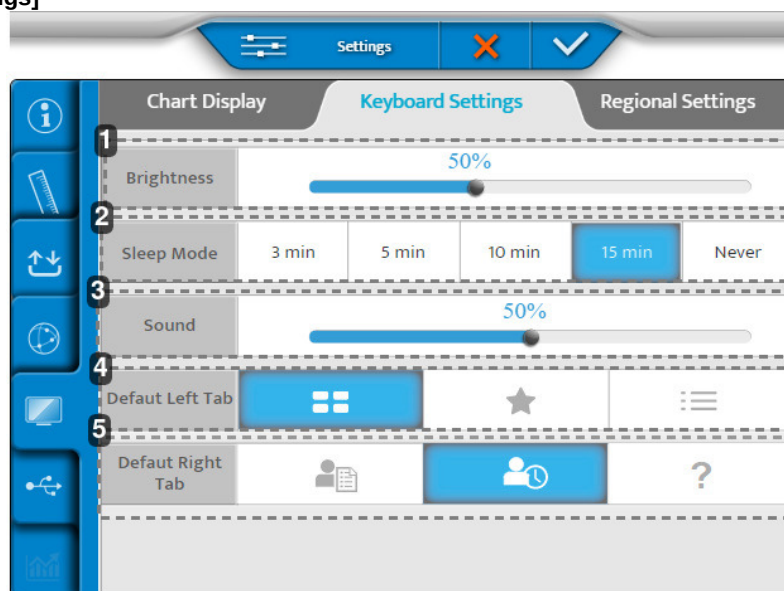 ngs]
Settings
Chart Display Keyboard Settings Regional Settings
1
50%
Brightness
2
Sleep Mode 3 min 5 min 10 min 15 min Never
3
50%
Sound
4
Defaut Left Tab
5
Defaut Right
Tab
?